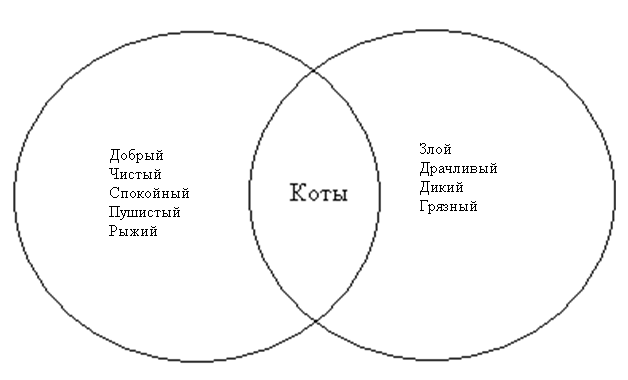 Добрый
Чистый
Спокойный
Пушистый
Рыжий
Коты
Злой
Драчливый
Дикий
Грязный